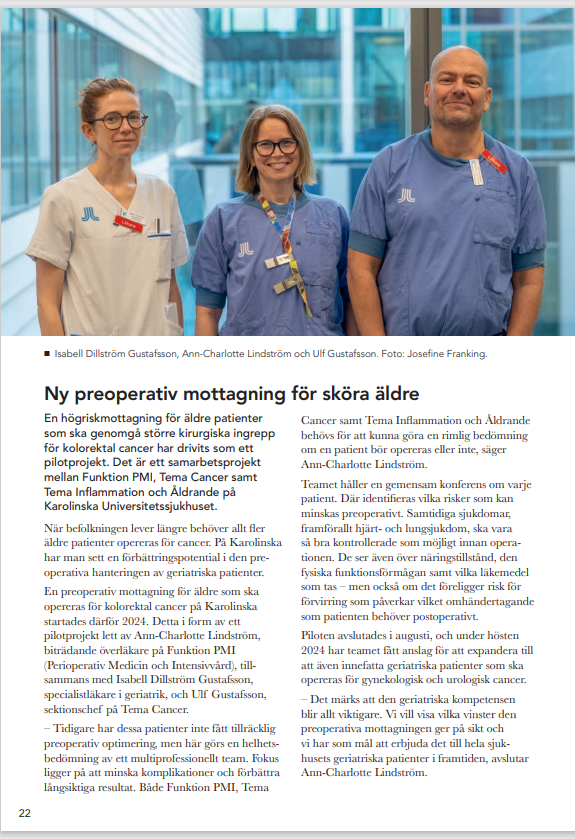 ■ Isabell Dillström Gustafsson, Ann-Charlotte Lindström och Ulf Gustafsson. Foto: Josefine Franking.
Ny preoperativ mottagning för sköra äldre
En högriskmottagning för äldre patienter
som ska genomgå större kirurgiska ingrepp
för kolorektal cancer har drivits som ett
pilotprojekt. Det är ett samarbetsprojekt
mellan Funktion PMI, Tema Cancer samt
Tema Inflammation och Åldrande på
Karolinska Universitetssjukhuset.
När befolkningen lever längre behöver allt fler
äldre patienter opereras för cancer. På Karolinska
har man sett en förbättringspotential i den pre-
operativa hanteringen av geriatriska patienter.
En preoperativ mottagning för äldre som ska
opereras för kolorektal cancer på Karolinska
startades därför 2024. Detta i form av ett
pilotprojekt lett av Ann-Charlotte Lindström,
biträdande överläkare på Funktion PMI
(Perioperativ Medicin och Intensivvård), till-
sammans med Isabell Dillström Gustafsson,
specialistläkare i geriatrik, och Ulf Gustafsson,
sektionschef på Tema Cancer.
– Tidigare har dessa patienter inte fått tillräcklig
preoperativ optimering, men här görs en helhets-
bedömning av ett multiprofessionellt team. Fokus
ligger på att minska komplikationer och förbättra
långsiktiga resultat. Både Funktion PMI, Tema
Cancer samt Tema Inflammation och Åldrande
behövs för att kunna göra en rimlig bedömning
om en patient bör opereras eller inte, säger
Ann-Charlotte Lindström.
Teamet håller en gemensam konferens om varje
patient. Där identifieras vilka risker som kan
minskas preoperativt. Samtidiga sjukdomar,
framförallt hjärt- och lungsjukdom, ska vara
så bra kontrollerade som möjligt innan opera-
tionen. De ser även över näringstillstånd, den
fysiska funktionsförmågan samt vilka läkemedel
som tas – men också om det föreligger risk för
förvirring som påverkar vilket omhändertagande
som patienten behöver postoperativt.
Piloten avslutades i augusti, och under hösten
2024 har teamet fått anslag för att expandera till
att även innefatta geriatriska patienter som ska
opereras för gynekologisk och urologisk cancer.
– Det märks att den geriatriska kompetensen
blir allt viktigare. Vi vill visa vilka vinster den
preoperativa mottagningen ger på sikt och
vi har som mål att erbjuda det till hela sjuk-
husets geriatriska patienter i framtiden, avslutar
Ann-Charlotte Lindström.
22